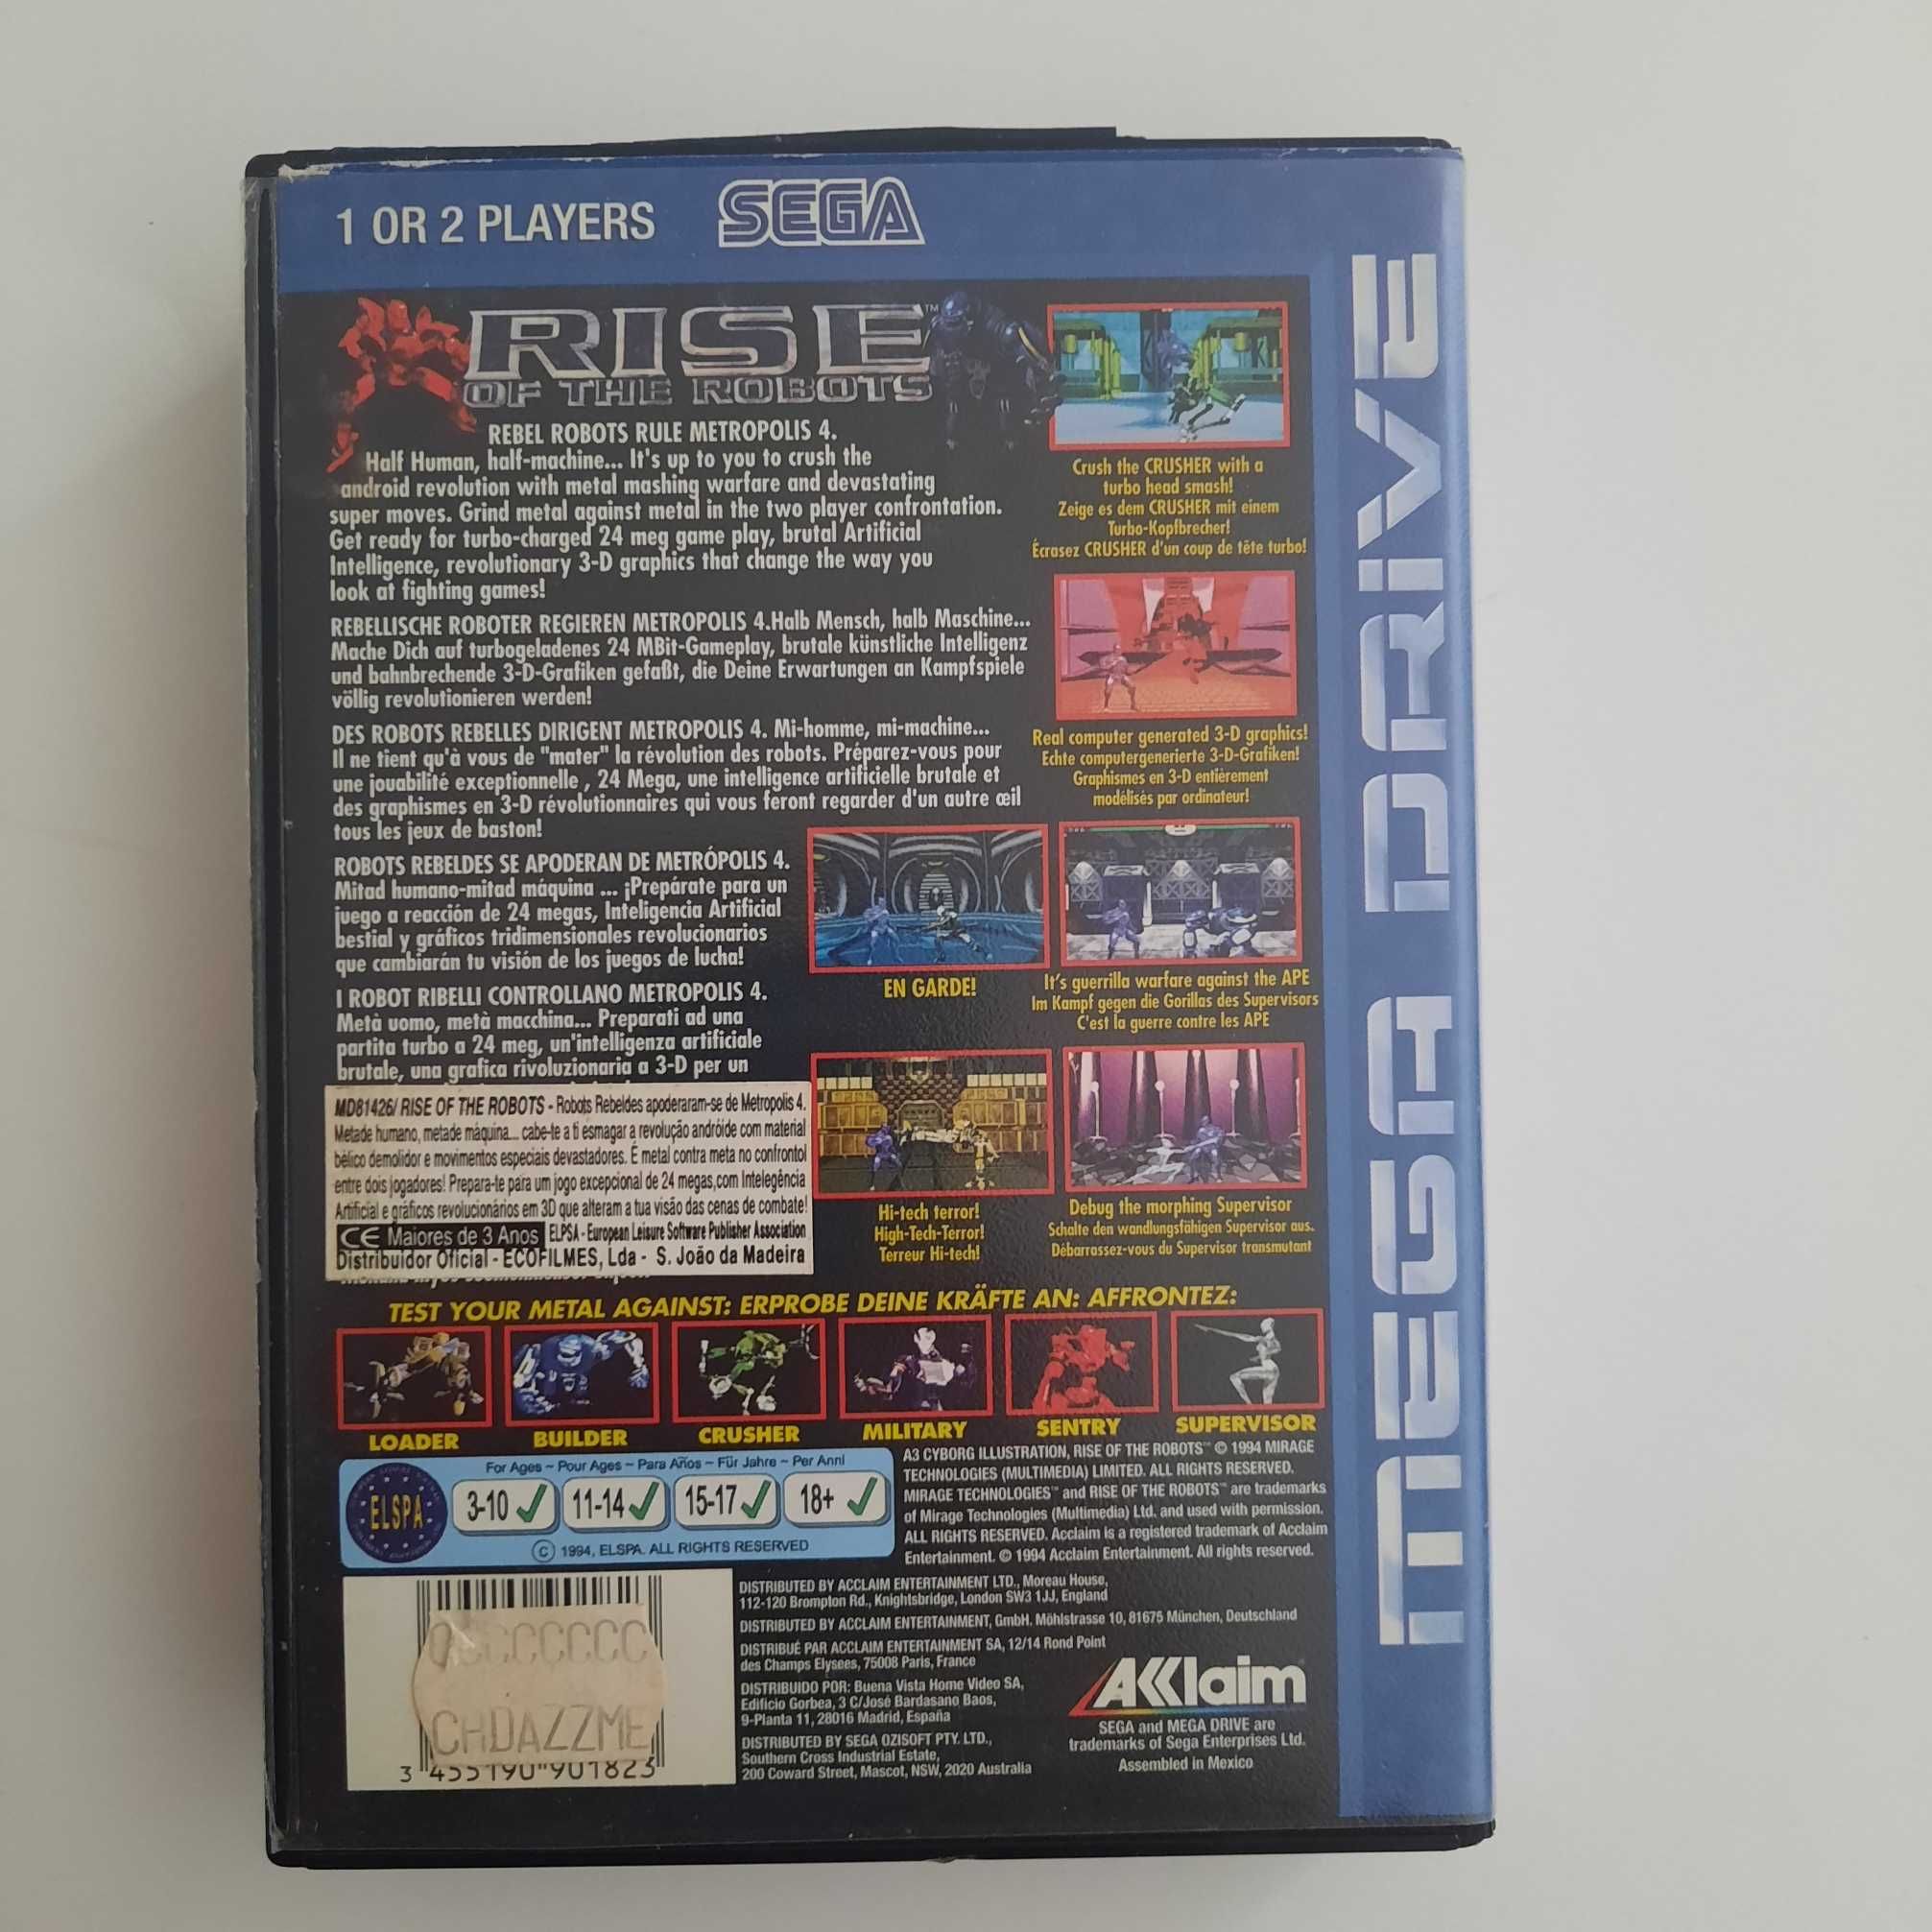 1 OR 2 PLAYERS
SEGA
RISE™
OF THE ROBOTS
REBEL ROBOTS RULE METROPOLIS 4.
Half Human, half-machine... It's up to you to crush the
android revolution with metal mashing warfare and devastating
super moves. Grind metal against metal in the two player confrontation.
Get ready for turbo-charged 24 meg game play, brutal Artificial
Intelligence, revolutionary 3-D graphics that change the way you
look at fighting games!
REBELLISCHE ROBOTER REGIEREN METROPOLIS 4.Halb Mensch, halb Maschine...
Mache Dich auf turbogeladenes 24 MBit-Gameplay, brutale künstliche Intelligenz
und bahnbrechende 3-D-Grafiken gefaßt, die Deine Erwartungen an Kampfspiele
völlig revolutionieren werden!
DES ROBOTS REBELLES DIRIGENT METROPOLIS 4. Mi-homme, mi-machine...
Il ne tient qu'à vous de "mater" la révolution des robots. Préparez-vous pour
une jouabilité exceptionnelle , 24 Mega, une intelligence artificielle brutale et
des graphismes en 3-D révolutionnaires qui vous feront regarder d'un autre œil
tous les jeux de baston!
ROBOTS REBELDES SE APODERAN DE METRÓPOLIS 4.
Mitad humano-mitad máquina ... ¡Prepárate para un
juego a reacción de 24 megas, Inteligencia Artificial
bestial y gráficos tridimensionales revolucionarios
que cambiarán tu visión de los juegos de lucha!
I ROBOT RIBELLI CONTROLLANO METROPOLIS 4.
Metà uomo, metà macchina... Preparati ad una
partita turbo a 24 meg, un'intelligenza artificiale
brutale, una grafica rivoluzionaria a 3-D per un
MD81426/ RISE OF THE ROBOTS - Robots Rebeldes apoderaram-se de Metropolis 4.
Metade humano, metade máquina... cabe-te a ti esmagar a revolução andróide com material
bélico demolidor e movimentos especiais devastadores. É metal contra meta no confrontol
entre dois jogadores! Prepara-te para um jogo excepcional de 24 megas,com Intelegência
Artificial e gráficos revolucionários em 3D que alteram a tua visão das cenas de combate!
CE Maiores de 3 Anos ELPSA - European Leisure Software Publisher Association
Distribuidor Oficial - ECOFILMES, Lda - S. João da Madeira
Crush the CRUSHER with a
turbo head smash!
Zeige es dem CRUSHER mit einem
Turbo-Kopfbrecher!
Écrasez CRUSHER d'un coup de tête turbo!
Real computer generated 3-D graphics!
Echte computergenerierte 3-D-Grafiken!
Graphismes en 3-D entièrement
modélisés par ordinateur!
EN GARDE!
It's guerrilla warfare against the APE
Im Kampf gegen die Gorillas des Supervisors
C'est la guerre contre les APE
Hi-tech terror!
High-Tech-Terror!
Terreur Hi-tech!
Debug the morphing Supervisor
Schalte den wandlungsfähigen Supervisor aus.
Débarrassez-vous du Supervisor transmutant
TEST YOUR METAL AGAINST: ERPROBE DEINE KRÄFTE AN: AFFRONTEZ:
LOADER BUILDER CRUSHER MILITARY SENTRY SUPERVISOR
ELSPA
For Ages ~ Pour Ages ~ Para Años ~ Für Jahre ~ Per Anni
3-10 11-14 15-17 18+
© 1994, ELSPA. ALL RIGHTS RESERVED
A3 CYBORG ILLUSTRATION, RISE OF THE ROBOTS™ © 1994 MIRAGE
TECHNOLOGIES (MULTIMEDIA) LIMITED. ALL RIGHTS RESERVED.
MIRAGE TECHNOLOGIES™ and RISE OF THE ROBOTS™ are trademarks
of Mirage Technologies (Multimedia) Ltd. and used with permission.
ALL RIGHTS RESERVED. Acclaim is a registered trademark of Acclaim
Entertainment. © 1994 Acclaim Entertainment. All rights reserved.
CHDAZZME
3 455190 901823
DISTRIBUTED BY ACCLAIM ENTERTAINMENT LTD., Moreau House,
112-120 Brompton Rd., Knightsbridge, London SW3 1JJ, England
DISTRIBUTED BY ACCLAIM ENTERTAINMENT, GmbH. Möhlstrasse 10, 81675 München, Deutschland
DISTRIBUÉ PAR ACCLAIM ENTERTAINMENT SA, 12/14 Rond Point
des Champs Elysees, 75008 Paris, France
DISTRIBUIDO POR: Buena Vista Home Video SA,
Edificio Gorbea, 3 C/José Bardasano Baos,
9-Planta 11, 28016 Madrid, España
DISTRIBUTED BY SEGA OZISOFT PTY. LTD.,
Southern Cross Industrial Estate,
200 Coward Street, Mascot, NSW, 2020 Australia
AKKlaim
SEGA and MEGA DRIVE are
trademarks of Sega Enterprises Ltd.
Assembled in Mexico
MEGA DRIVE